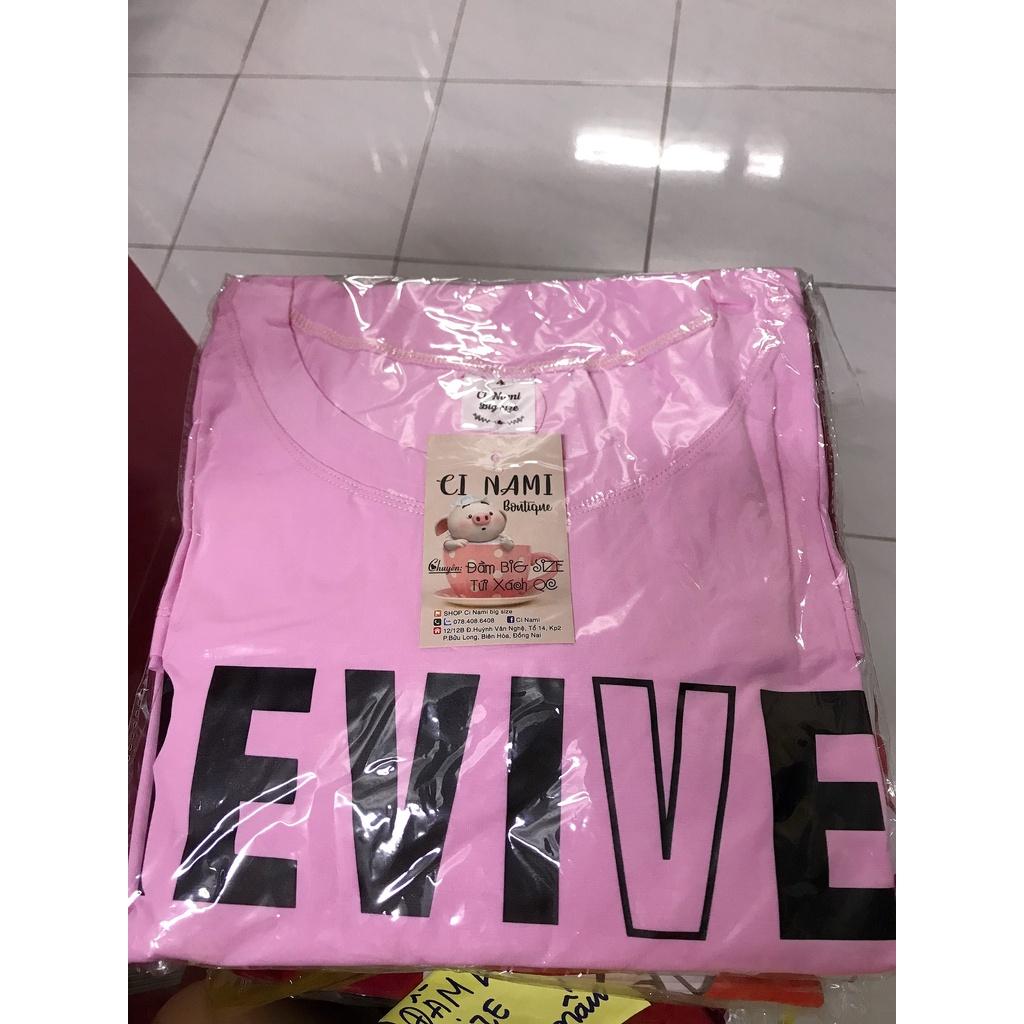 Ci Nami
Big size
CI NAMI
Boutique
Chuyên: Đầm BIG SIZE
Túi Xách QC
SHOP Ci Nami big size
078.408.6408 Ci Nami
12/12B Đ.Huỳnh Văn Nghệ, Tổ 14, Kp2
P.Bửu Long, Biên Hòa, Đồng Nai
REVIVE
ĐẦM